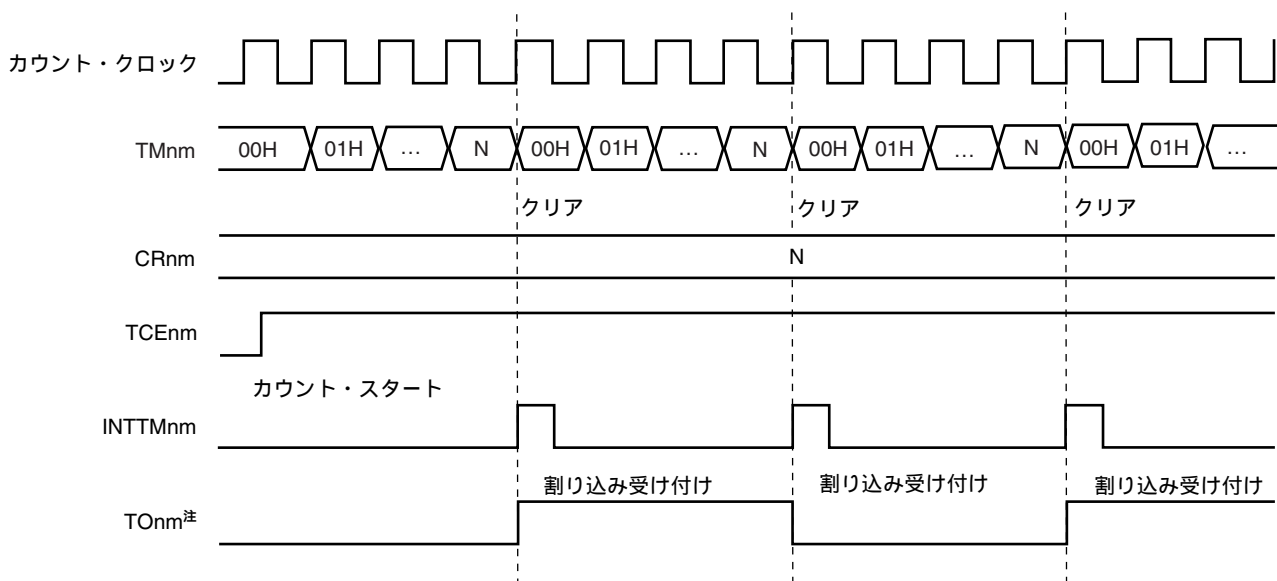 カウント・クロック
TMnm 00H 01H … N 00H 01H … N 00H 01H … N 00H 01H …
クリア クリア クリア
CRnm N
TCEnm
カウント・スタート
INTTMnm
割り込み受け付け 割り込み受け付け 割り込み受け付け
TOnm注